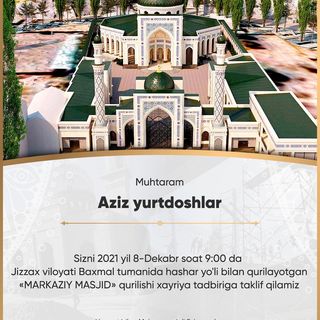 Muhtaram
Aziz yurtdoshlar
Sizni 2021 yil 8-Dekabr soat 9:00 da
Jizzax viloyati Baxmal tumanida hashar yo'li bilan qurilayotgan
«MARKAZIY MASJID» qurilishi xayriya tadbiriga taklif qilamiz